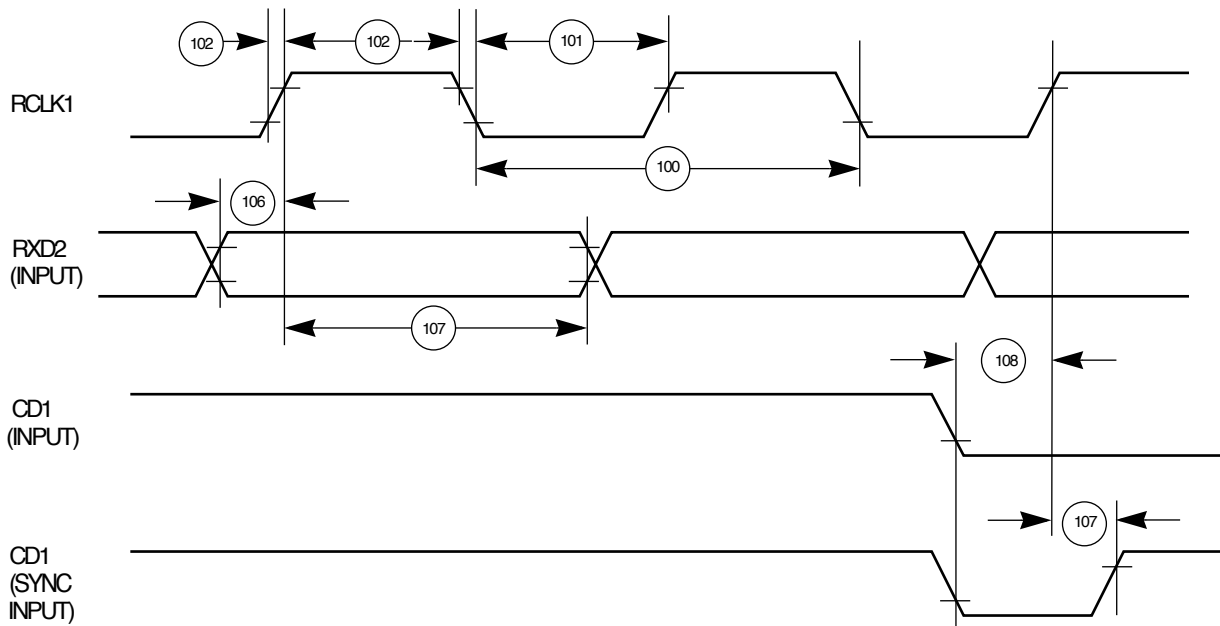 102
102
101
RCLK1
100
106
RXD2
(INPUT)
107
108
CD1
(INPUT)
107
CD1
(SYNC
INPUT)